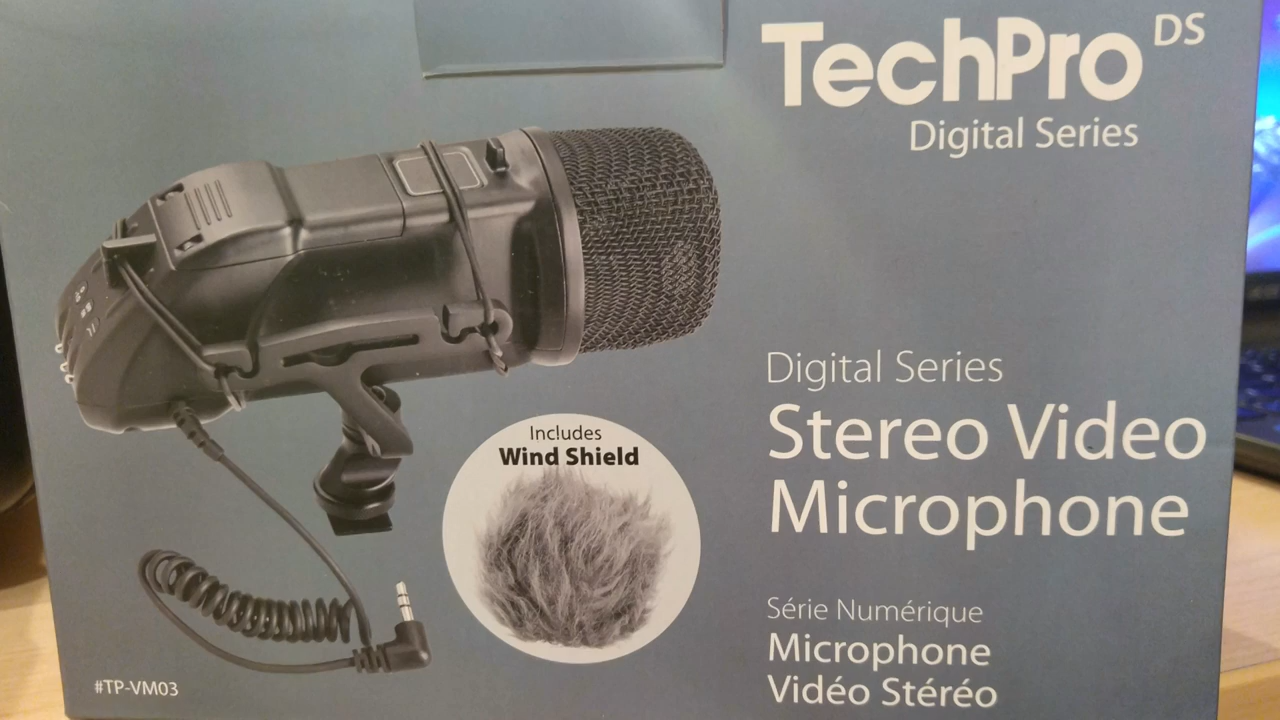 TechPro DS
Digital Series
Digital Series
Stereo Video
Microphone
Includes
Wind Shield
Série Numérique
Microphone
Vidéo Stéréo
#TP-VM03